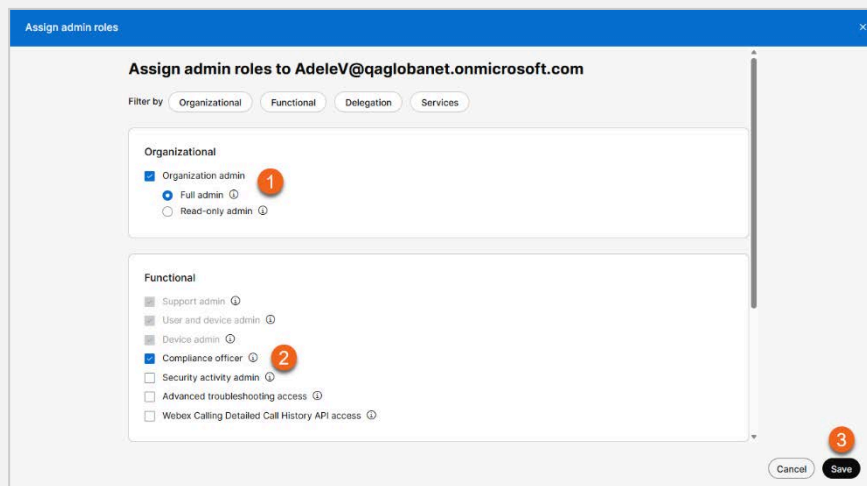 Assign admin roles
Assign admin roles to AdeleV@qaglobanet.onmicrosoft.com
Filter by Organizational Functional Delegation Services
Organizational
Organization admin
1
Full admin
Read-only admin
Functional
Support admin
User and device admin
Device admin
Compliance officer 2
Security activity admin
Advanced troubleshooting access
Webex Calling Detailed Call History API access
3
Cancel Save